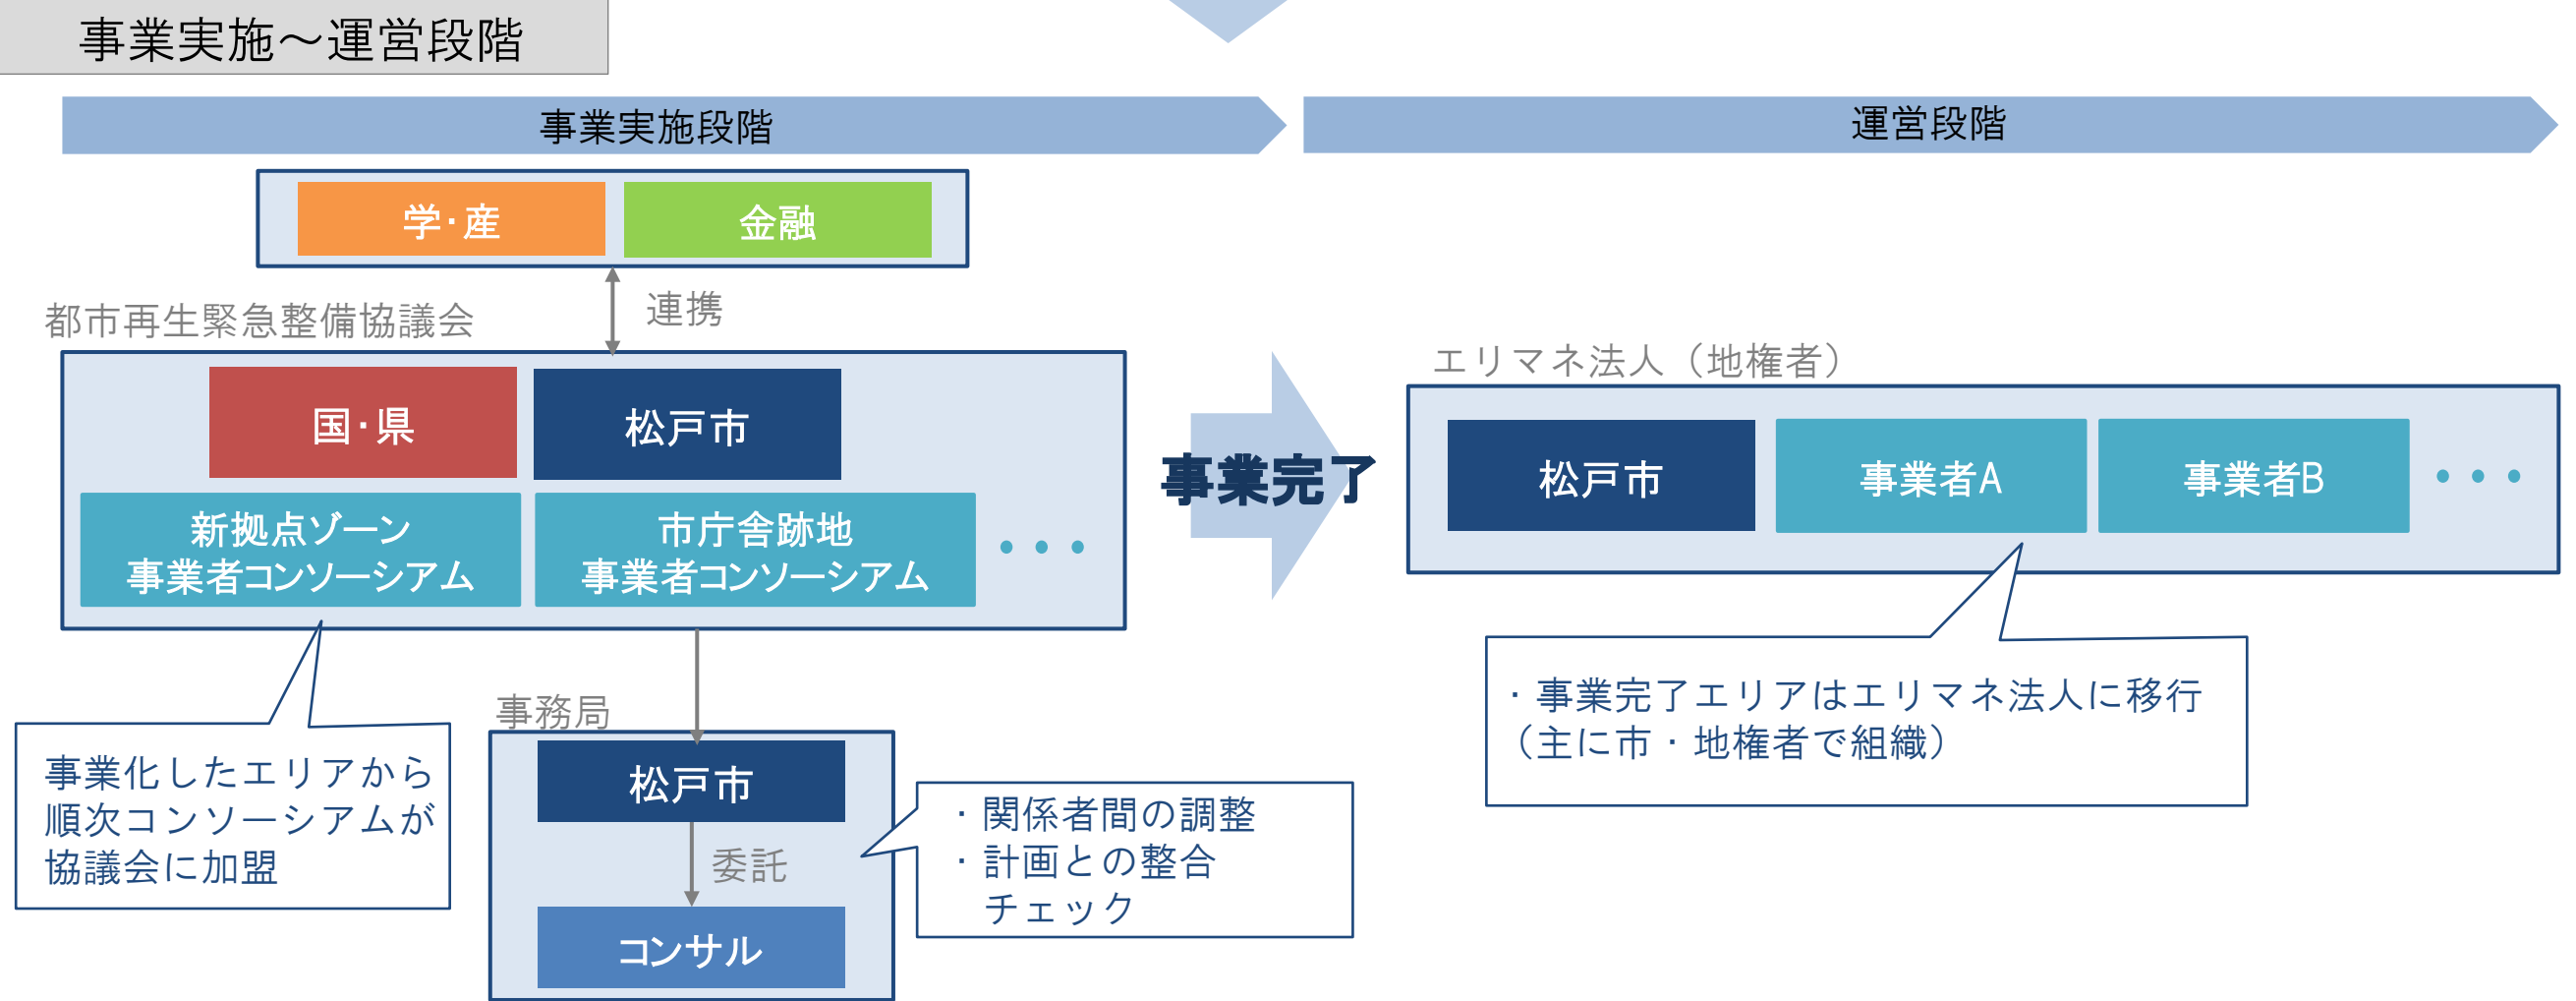 事業実施～運営段階
事業実施段階
運営段階
学・産
金融
連携
都市再生緊急整備協議会
国・県
松戸市
新拠点ゾーン
事業者コンソーシアム
市庁舎跡地
事業者コンソーシアム
・・・
事業化したエリアから
順次コンソーシアムが
協議会に加盟
事務局
松戸市
委託
コンサル
・関係者間の調整
・計画との整合
チェック
事業完了
エリマネ法人（地権者）
松戸市
事業者A
事業者B
・・・
・事業完了エリアはエリマネ法人に移行
（主に市・地権者で組織）